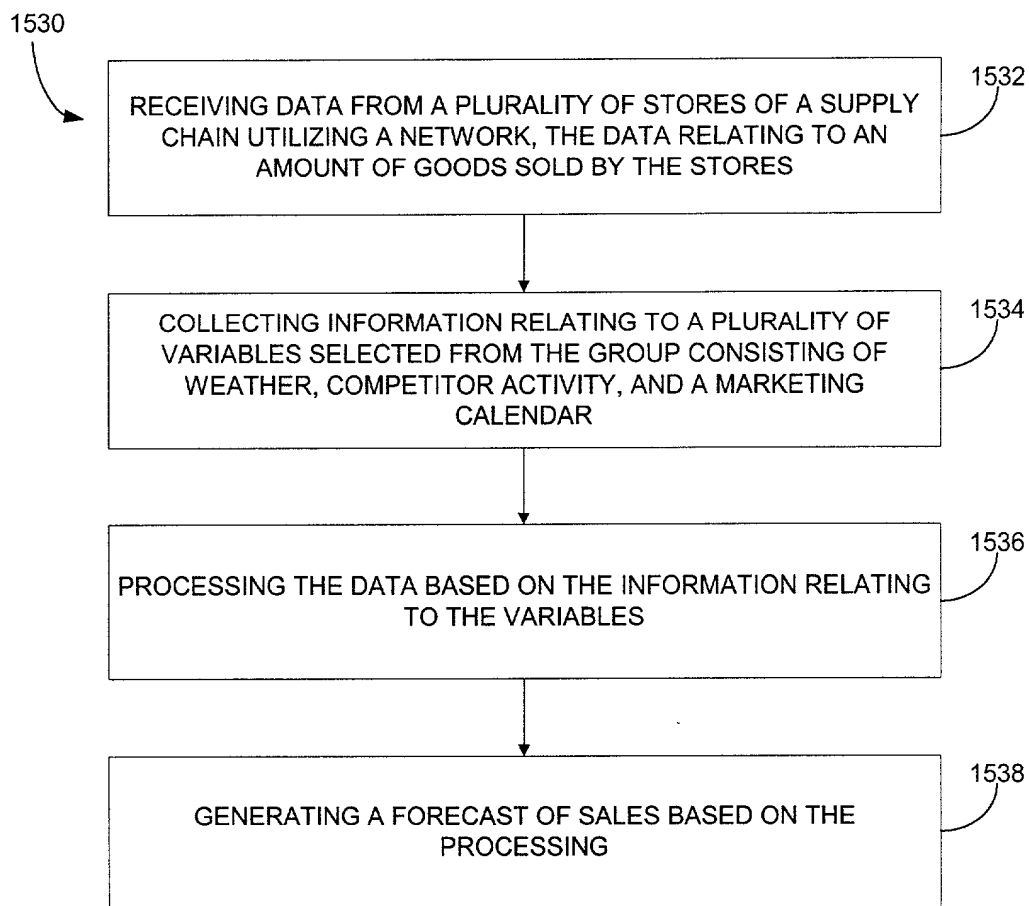 1530
1532
RECEIVING DATA FROM A PLURALITY OF STORES OF A SUPPLY
CHAIN UTILIZING A NETWORK, THE DATA RELATING TO AN
AMOUNT OF GOODS SOLD BY THE STORES
1534
COLLECTING INFORMATION RELATING TO A PLURALITY OF
VARIABLES SELECTED FROM THE GROUP CONSISTING OF
WEATHER, COMPETITOR ACTIVITY, AND A MARKETING
CALENDAR
1536
PROCESSING THE DATA BASED ON THE INFORMATION RELATING
TO THE VARIABLES
1538
GENERATING A FORECAST OF SALES BASED ON THE
PROCESSING